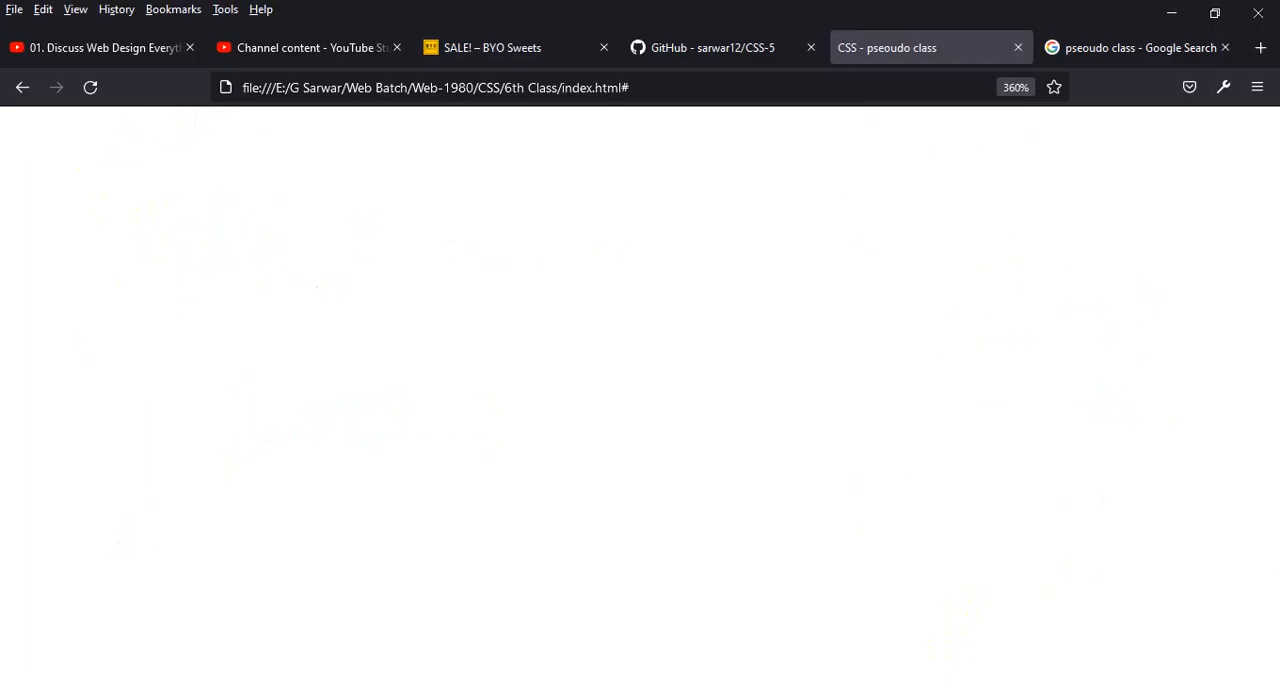 File Edit View History Bookmarks Tools Help
01. Discuss Web Design Everyt
Channel content - YouTube Stu
SALE! – BYO Sweets
GitHub - sarwar12/CSS-5
CSS - pseoudo class
pseoudo class - Google Search
file:///E:/G Sarwar/Web Batch/Web-1980/CSS/6th Class/index.html#
360%